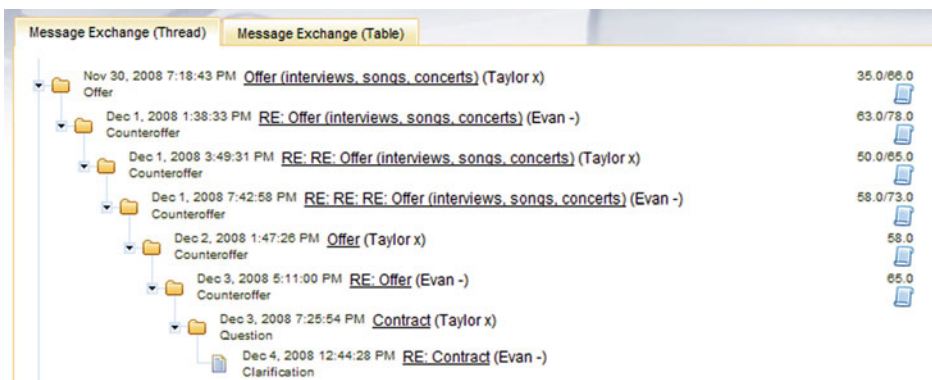 Message Exchange (Thread) Message Exchange (Table)
Nov 30, 2008 7:18:43 PM Offer (interviews, songs, concerts) (Taylor x) 35.0/66.0
Offer
Dec 1, 2008 1:38:33 PM RE: Offer (interviews, songs, concerts) (Evan -) 63.0/78.0
Counteroffer
Dec 1, 2008 3:49:31 PM RE: RE: Offer (interviews, songs, concerts) (Taylor x) 50.0/65.0
Counteroffer
Dec 1, 2008 7:42:58 PM RE: RE: RE: Offer (interviews, songs, concerts) (Evan -) 58.0/73.0
Counteroffer
Dec 2, 2008 1:47:26 PM Offer (Taylor x) 58.0
Counteroffer
Dec 3, 2008 5:11:00 PM RE: Offer (Evan -) 65.0
Counteroffer
Dec 3, 2008 7:25:54 PM Contract (Taylor x)
Question
Dec 4, 2008 12:44:28 PM RE: Contract (Evan -)
Clarification